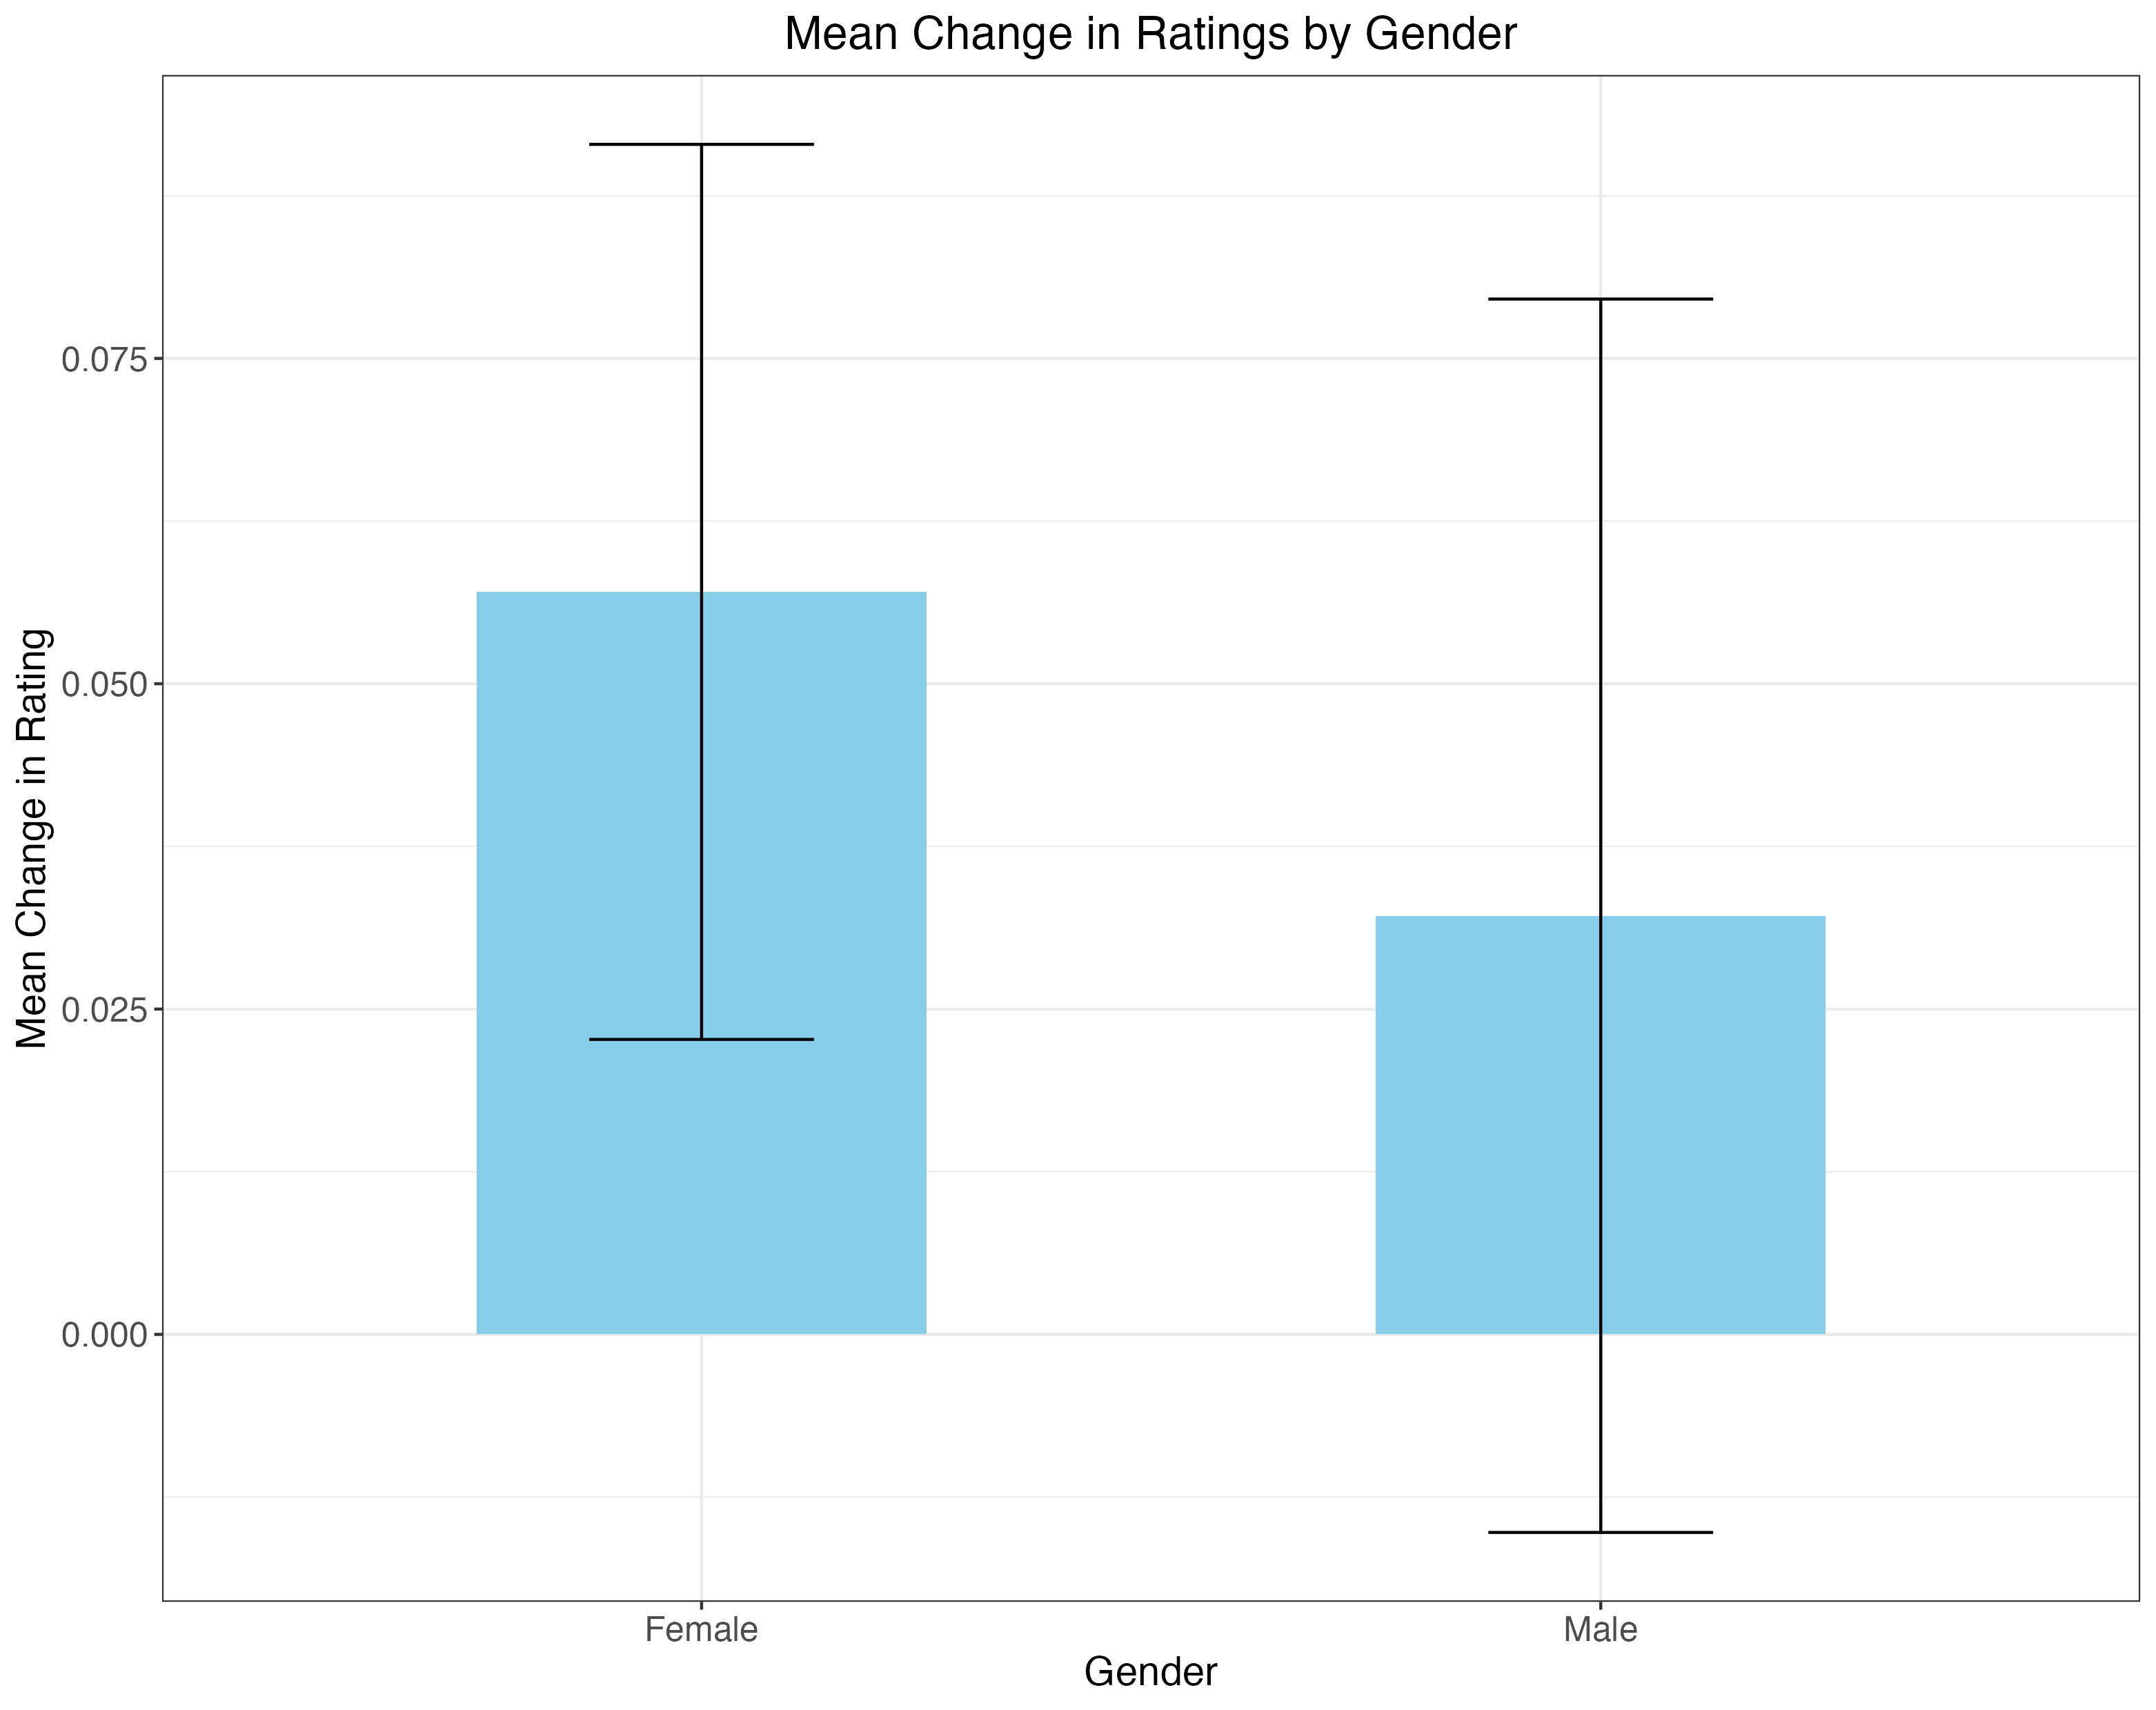 Mean Change in Ratings by Gender
Mean Change in Rating
0.075
0.050
0.025
0.000
Female
Male
Gender